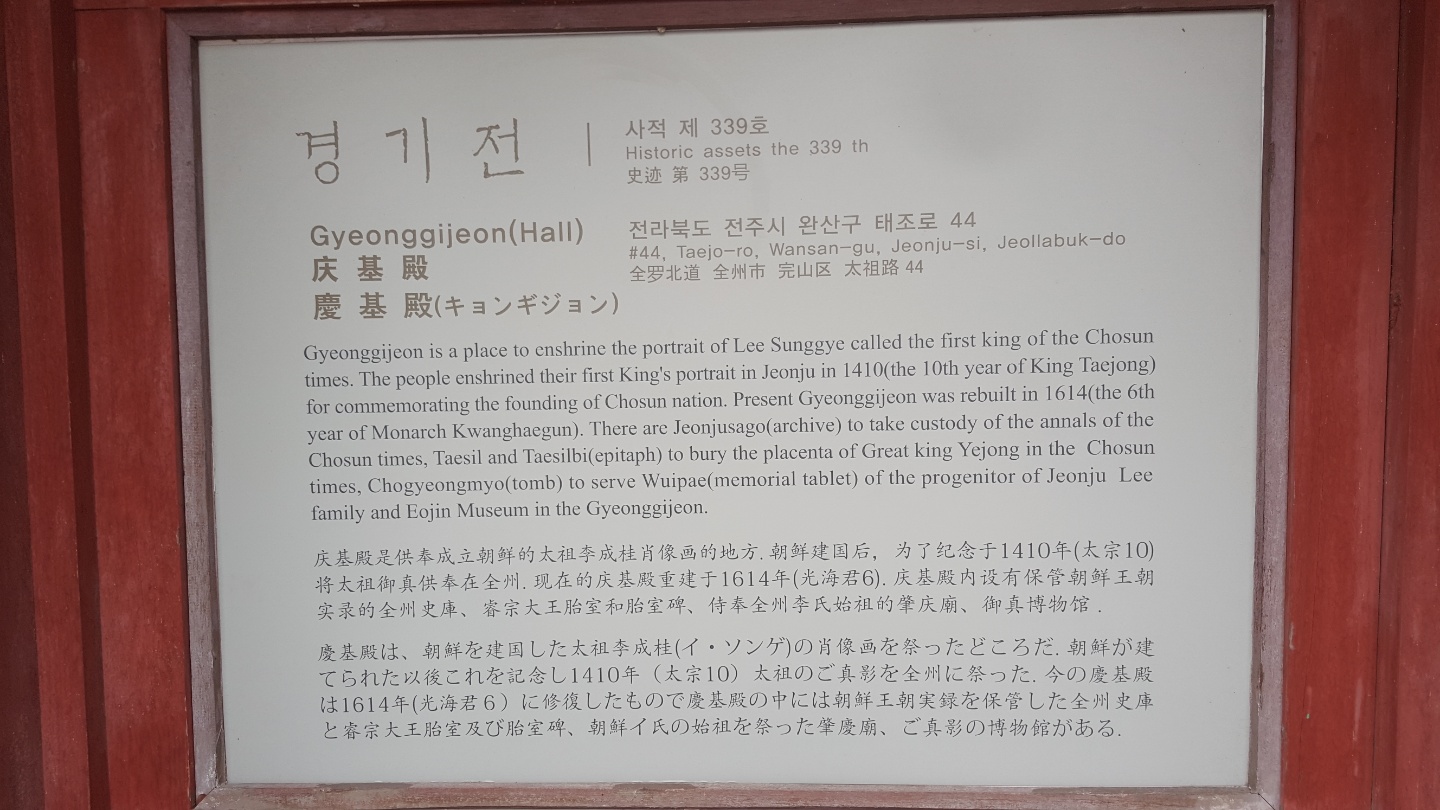 경 기 전
사적 제 339호
Historic assets the 339 th
史迹 第 339号
Gyeonggijeon(Hall)
庆 基 殿
慶 基 殿(キョンギジョン)
전라북도 전주시 완산구 태조로 44
#44, Taejo-ro, Wansan-gu, Jeonju-si, Jeollabuk-do
全罗北道 全州市 完山区 太祖路 44
Gyeonggijeon is a place to enshrine the portrait of Lee Sunggye called the first king of the Chosun
times. The people enshrined their first King's portrait in Jeonju in 1410(the 10th year of King Taejong)
for commemorating the founding of Chosun nation. Present Gyeonggijeon was rebuilt in 1614(the 6th
year of Monarch Kwanghaegun). There are Jeonjusago(archive) to take custody of the annals of the
Chosun times, Taesil and Taesilbi(epitaph) to bury the placenta of Great king Yejong in the Chosun
times, Chogyeongmyo(tomb) to serve Wuipae(memorial tablet) of the progenitor of Jeonju Lee
family and Eojin Museum in the Gyeonggijeon.
庆基殿是供奉成立朝鲜的太祖李成桂肖像画的地方. 朝鲜建国后，为了纪念于1410年(太宗10)
将太祖御真供奉在全州. 现在的庆基殿重建于1614年(光海君6). 庆基殿内设有保管朝鲜王朝
实录的全州史庫、睿宗大王胎室和胎室碑、侍奉全州李氏始祖的肇庆廟、御真博物馆 .
慶基殿は、朝鮮を建国した太祖李成桂(イ・ソンゲ)の肖像画を祭ったどころだ. 朝鮮が建
てられた以後これを記念し1410年（太宗10）太祖のご真影を全州に祭った. 今の慶基殿
は1614年(光海君６）に修復したもので慶基殿の中には朝鮮王朝実録を保管した全州史庫
と睿宗大王胎室及び胎室碑、朝鮮イ氏の始祖を祭った肇慶廟、ご真影の博物館がある.